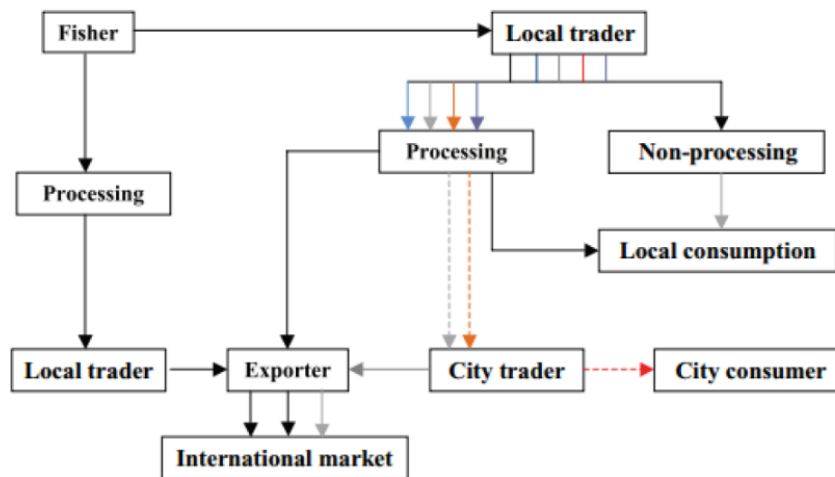 Fisher
Local trader
Processing
Non-processing
Processing
Local consumption
Local trader
Exporter
City trader
City consumer
International market